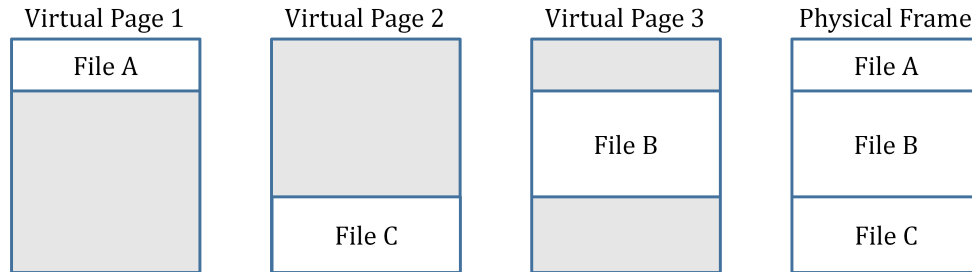 Virtual Page 1
Virtual Page 2
Virtual Page 3
Physical Frame
File A
File C
File B
File A
File B
File C